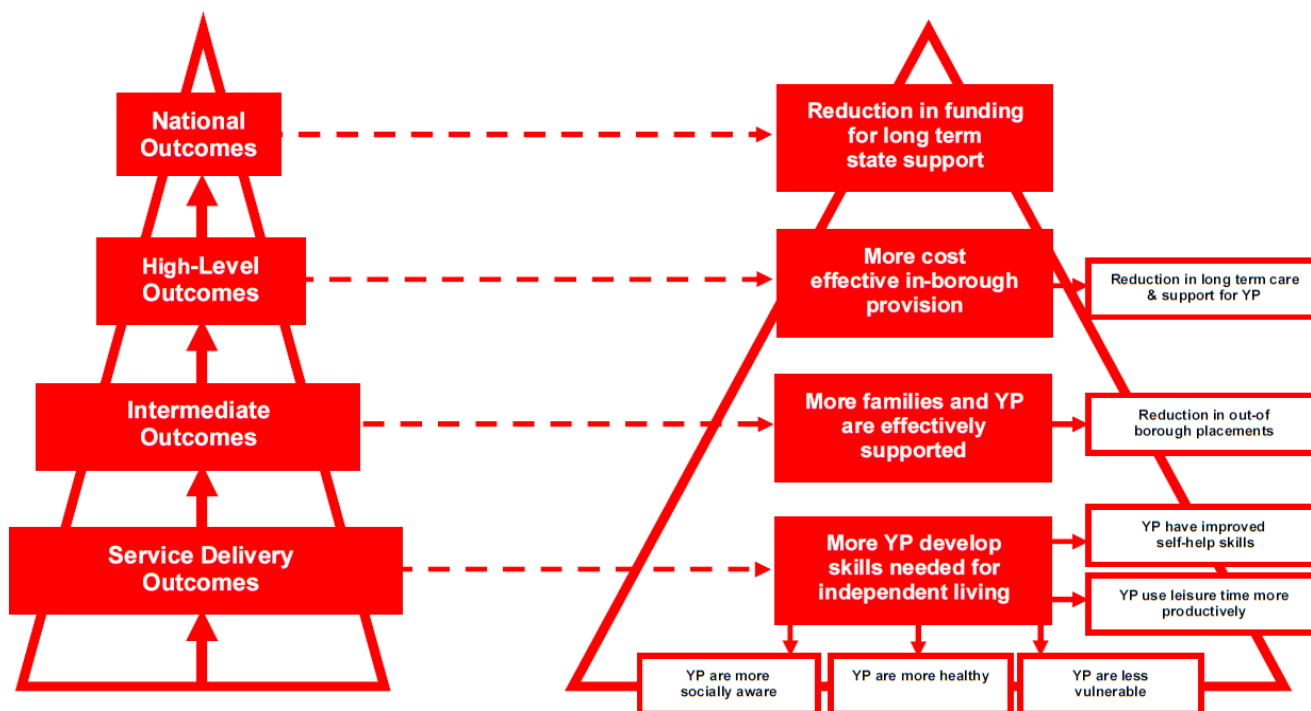 National
Outcomes
Reduction in funding
for long term
state support
High-Level
Outcomes
More cost
effective in-borough
provision
Reduction in long term care
& support for YP
Intermediate
Outcomes
More families and YP
are effectively
supported
Reduction in out-of
borough placements
Service Delivery
Outcomes
More YP develop
skills needed for
independent living
YP have improved
self-help skills
YP use leisure time more
productively
YP are more
socially aware
YP are more healthy
YP are less
vulnerable